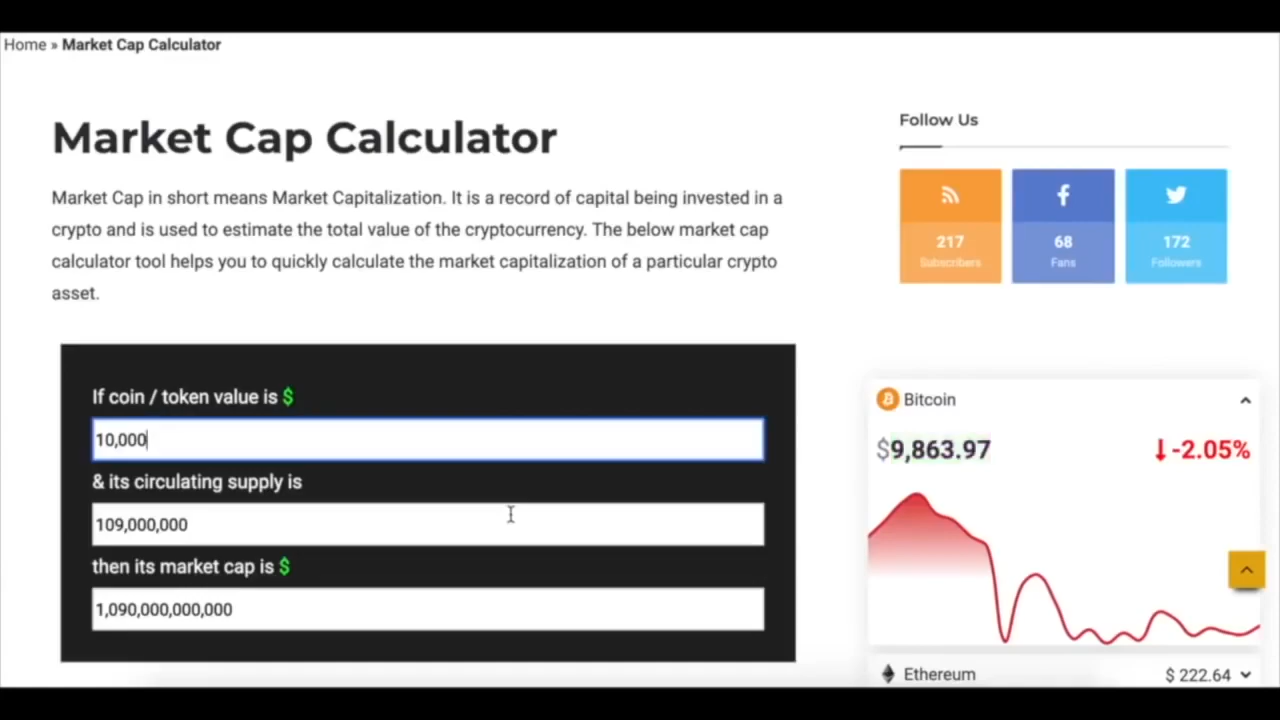 Home » Market Cap Calculator
Market Cap Calculator
Market Cap in short means Market Capitalization. It is a record of capital being invested in a
crypto and is used to estimate the total value of the cryptocurrency. The below market cap
calculator tool helps you to quickly calculate the market capitalization of a particular crypto
asset.
If coin / token value is $
10,000
& its circulating supply is
109,000,000
then its market cap is $
1,090,000,000,000
Follow Us
217
Subscribers
68
Fans
172
Followers
Bitcoin
$9,863.97
-2.05%
Ethereum
$ 222.64